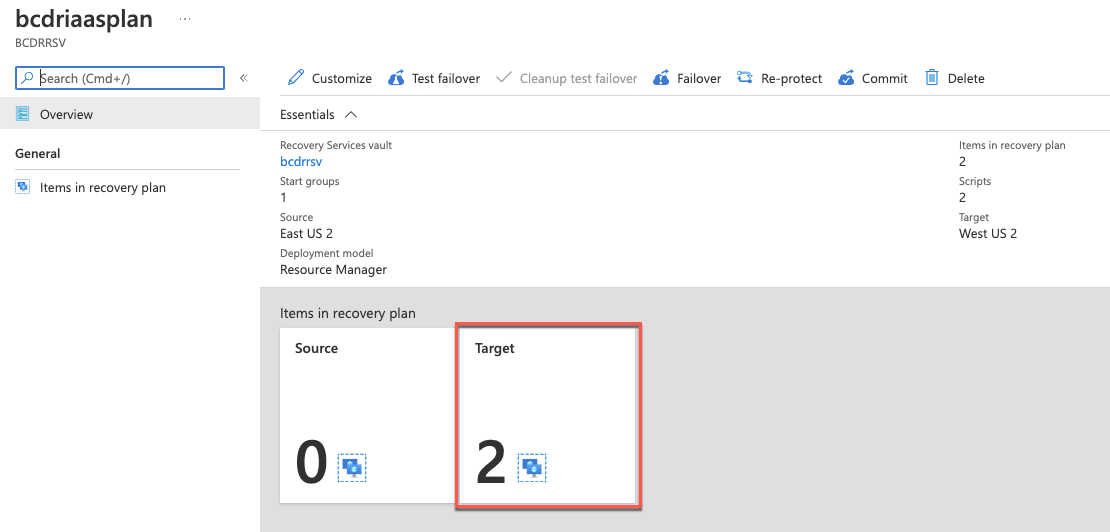 bcdriaasplan ...
BCDRRSV
Search (Cmd+/)
«
Overview
General
Items in recovery plan
Customize Test failover Cleanup test failover Failover Re-protect Commit Delete
Essentials
Recovery Services vault
bcdrrsv
Start groups
1
Source
East US 2
Deployment model
Resource Manager
Items in recovery plan
2
Scripts
2
Target
West US 2
Items in recovery plan
Source
0
Target
2